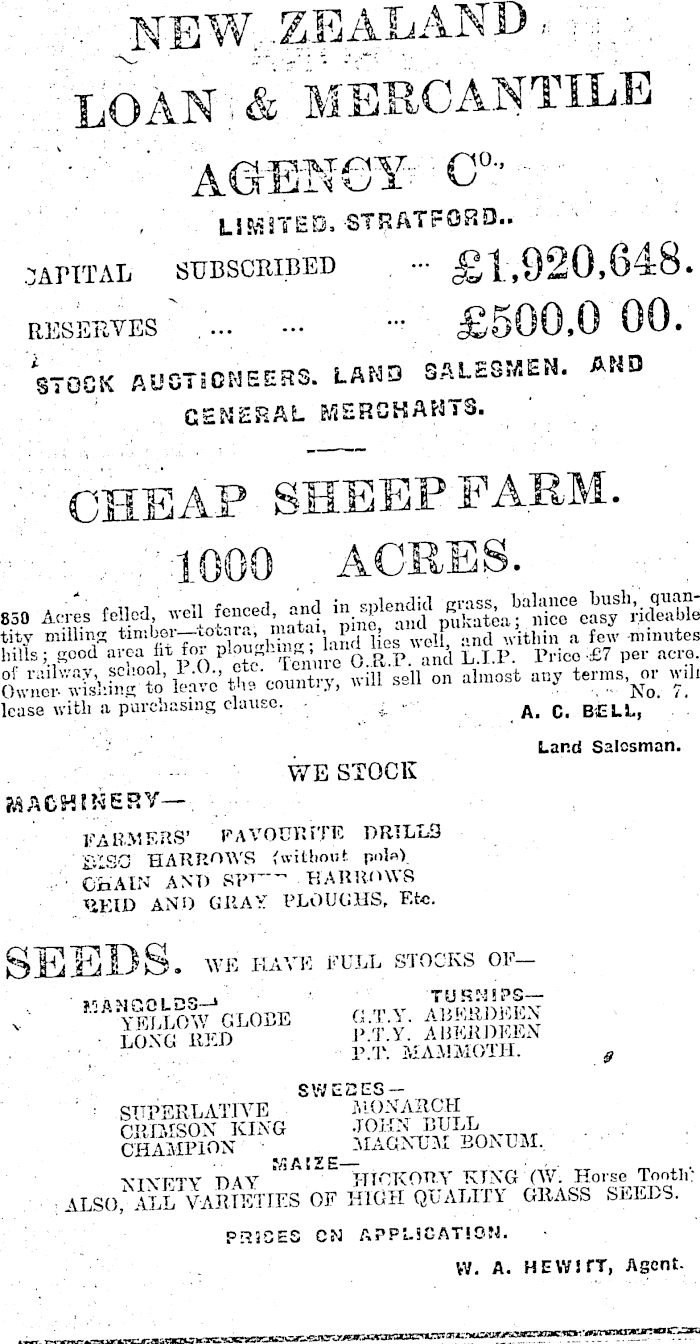 NEW ZEALAND
LOAN & MERCANTILE
AGENCY Co.,
LIMITED, STRATFORD..
CAPITAL SUBSCRIBED ... £1,920,648.
RESERVES ... ... ... £500,0 00.
STOCK AUCTIONEERS. LAND SALESMEN. AND
GENERAL MERCHANTS.
CHEAP SHEEP FARM.
1000 ACRES.
850 Acres felled, well fenced, and in splendid grass, balance bush, quan-
tity milling timber—totara, matai, pine, and pukatea; nice easy rideable
hills; good area fit for ploughing; land lies well, and within a few minutes
of railway, school, P.O., etc. Tenure O.R.P. and L.I.P. Price £7 per acre.
Owner wishing to leave the country, will sell on almost any terms, or will
lease with a purchasing clause. No. 7.
A. C. BELL,
Land Salesman.
WE STOCK
MACHINERY—
FARMERS' FAVOURITE DRILLS
DISC HARROWS (without pole)
CHAIN AND HARROWS
REID AND GRAY PLOUGHS, Etc.
SEEDS. WE HAVE FULL STOCKS OF—
MANGOLDS—
YELLOW GLOBE
LONG RED
TURNIPS—
G.T.Y. ABERDEEN
P.T.Y. ABERDEEN
P.T. MAMMOTH.
SWEDES—
SUPERLATIVE MONARCH
CRIMSON KING JOHN BULL
CHAMPION MAGNUM BONUM.
MAIZE—
NINETY DAY HICKORY KING (W. Horse Tooth)
ALSO, ALL VARIETIES OF HIGH QUALITY GRASS SEEDS.
PRICES ON APPLICATION.
W. A. HEWITT, Agent.